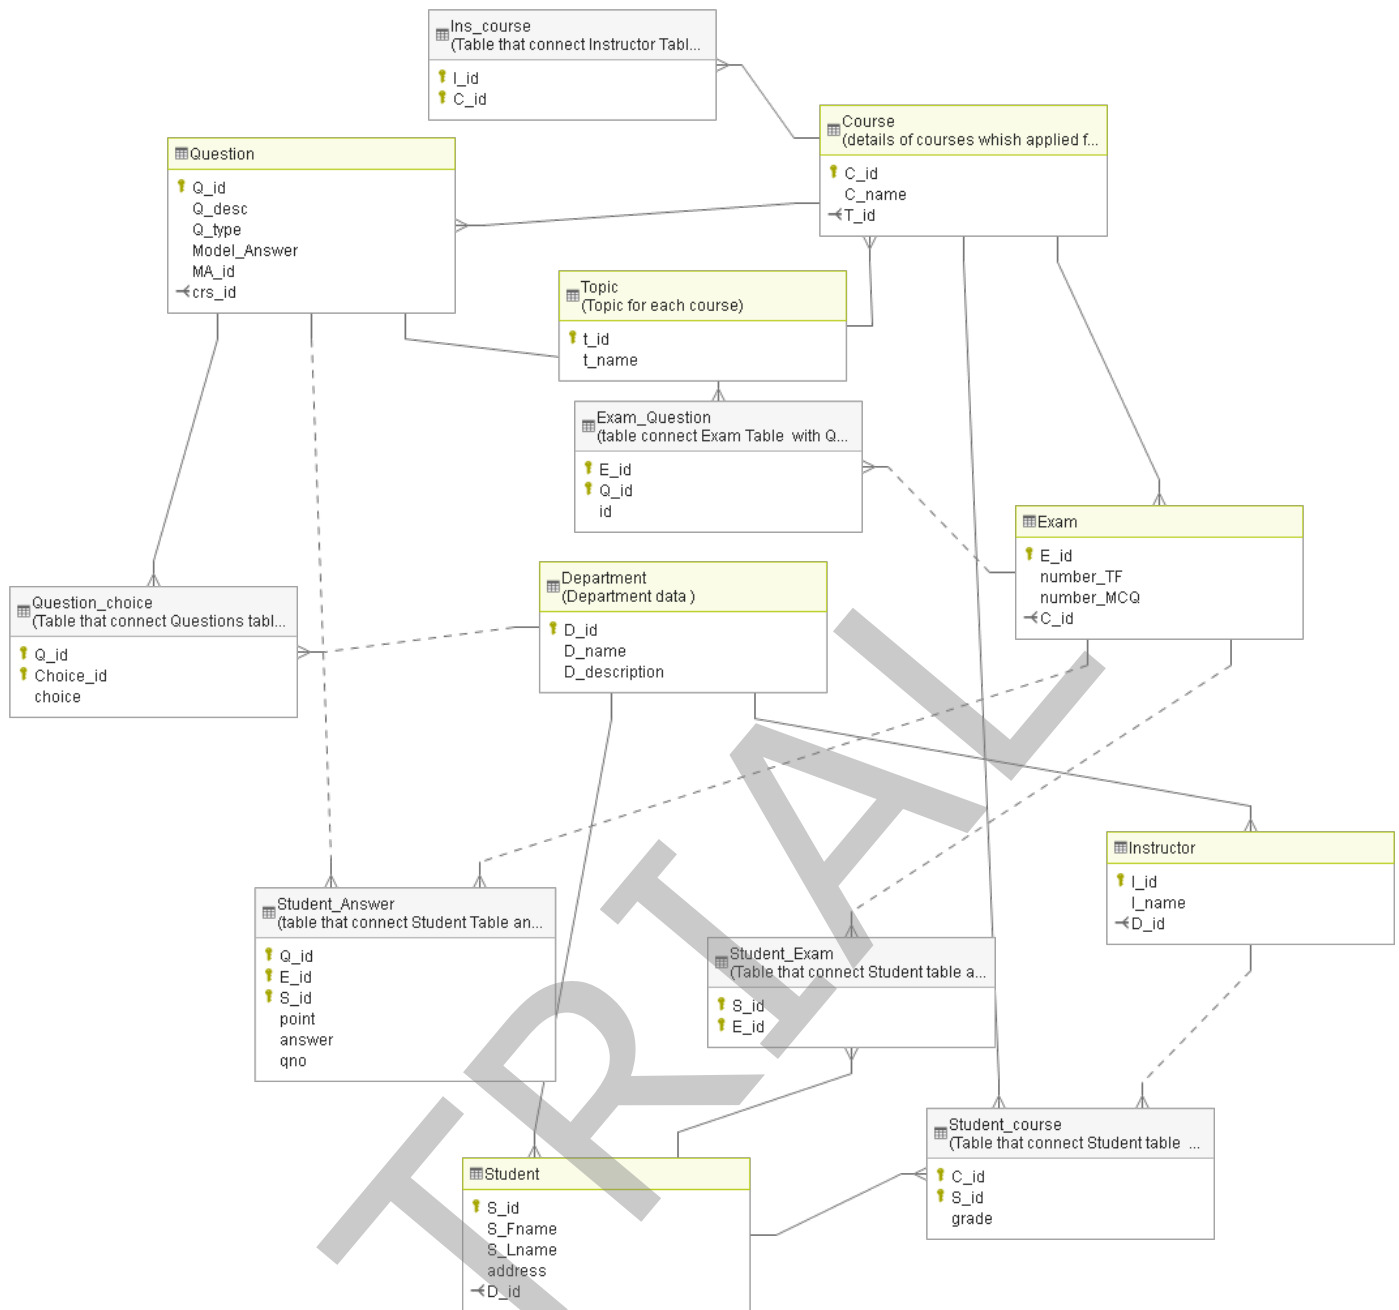 Ins_course
(Table that connect Instructor Tabl...
I_id
C_id
Course
(details of courses whish applied f...
C_id
C_name
T_id
Question
Q_id
Q_desc
Q_type
Model_Answer
MA_id
crs_id
Topic
(Topic for each course)
t_id
t_name
Exam_Question
(table connect Exam Table  with Q...
E_id
Q_id
id
Exam
E_id
number_TF
number_MCQ
C_id
Department
(Department data )
D_id
D_name
D_description
Question_choice
(Table that connect Questions tabl...
Q_id
Choice_id
choice
Instructor
I_id
I_name
D_id
Student_Answer
(table that connect Student Table an...
Q_id
E_id
S_id
point
answer
qno
Student_Exam
(Table that connect Student table a...
S_id
E_id
Student_course
(Table that connect Student table  ...
C_id
S_id
grade
Student
S_id
S_Fname
S_Lname
address
D_id
TRIAL